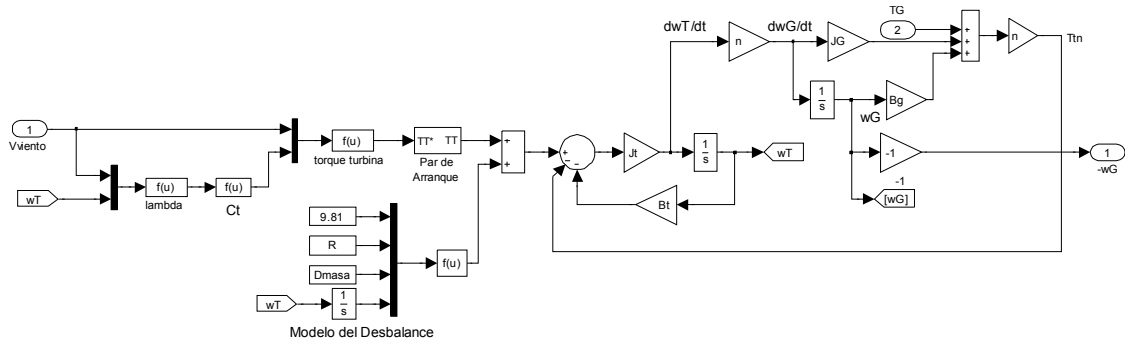 TG
dwT/dt
dwG/dt
2
+
+
+
n
JG
n
Ttn
1
s
Bg
wG
1
Vviento
f(u)
torque turbina
TT*
TT
Par de
Arranque
+
+
+
−
−
Jt
1
s
wT
-1
1
-wG
wT
f(u)
lambda
f(u)
Ct
Bt
-1
[wG]
9.81
R
Dmasa
f(u)
wT
1
s
Modelo del Desbalance